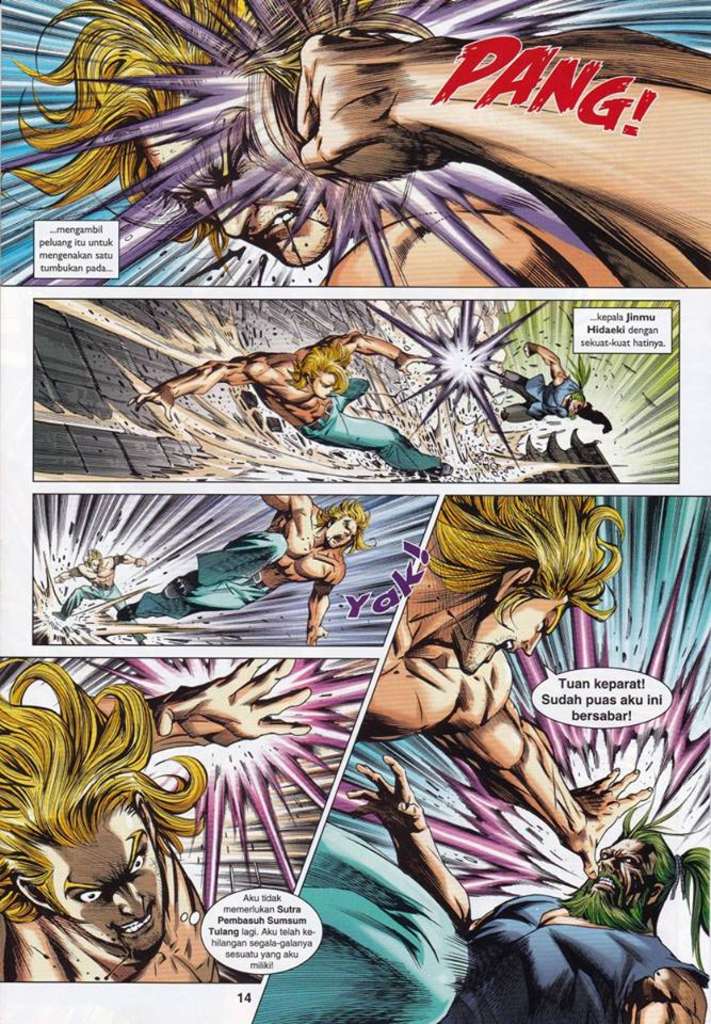 PANG!
...mengambil
peluang itu untuk
mengenakan satu
tumbukan pada...
...kepala Jinmu
Hidaeki dengan
sekuat-kuat hatinya.
Yak!
Tuan keparat!
Sudah puas aku ini
bersabar!
Aku tidak
memerlukan Sutra
Pembasuh Sumsum
Tulang lagi. Aku telah ke-
hilangan segala-galanya
sesuatu yang aku
miliki!
14